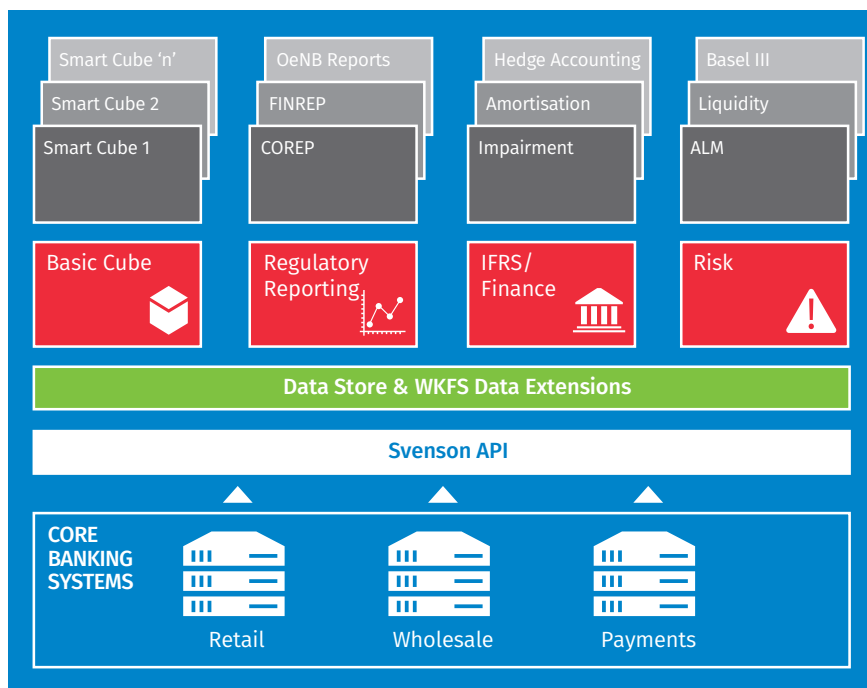 Smart Cube ‘n’
OeNB Reports
Hedge Accounting
Basel III
Smart Cube 2
FINREP
Amortisation
Liquidity
Smart Cube 1
COREP
Impairment
ALM
Basic Cube
Regulatory
Reporting
IFRS/
Finance
Risk
Data Store & WKFS Data Extensions
Svenson API
CORE
BANKING
SYSTEMS
Retail
Wholesale
Payments